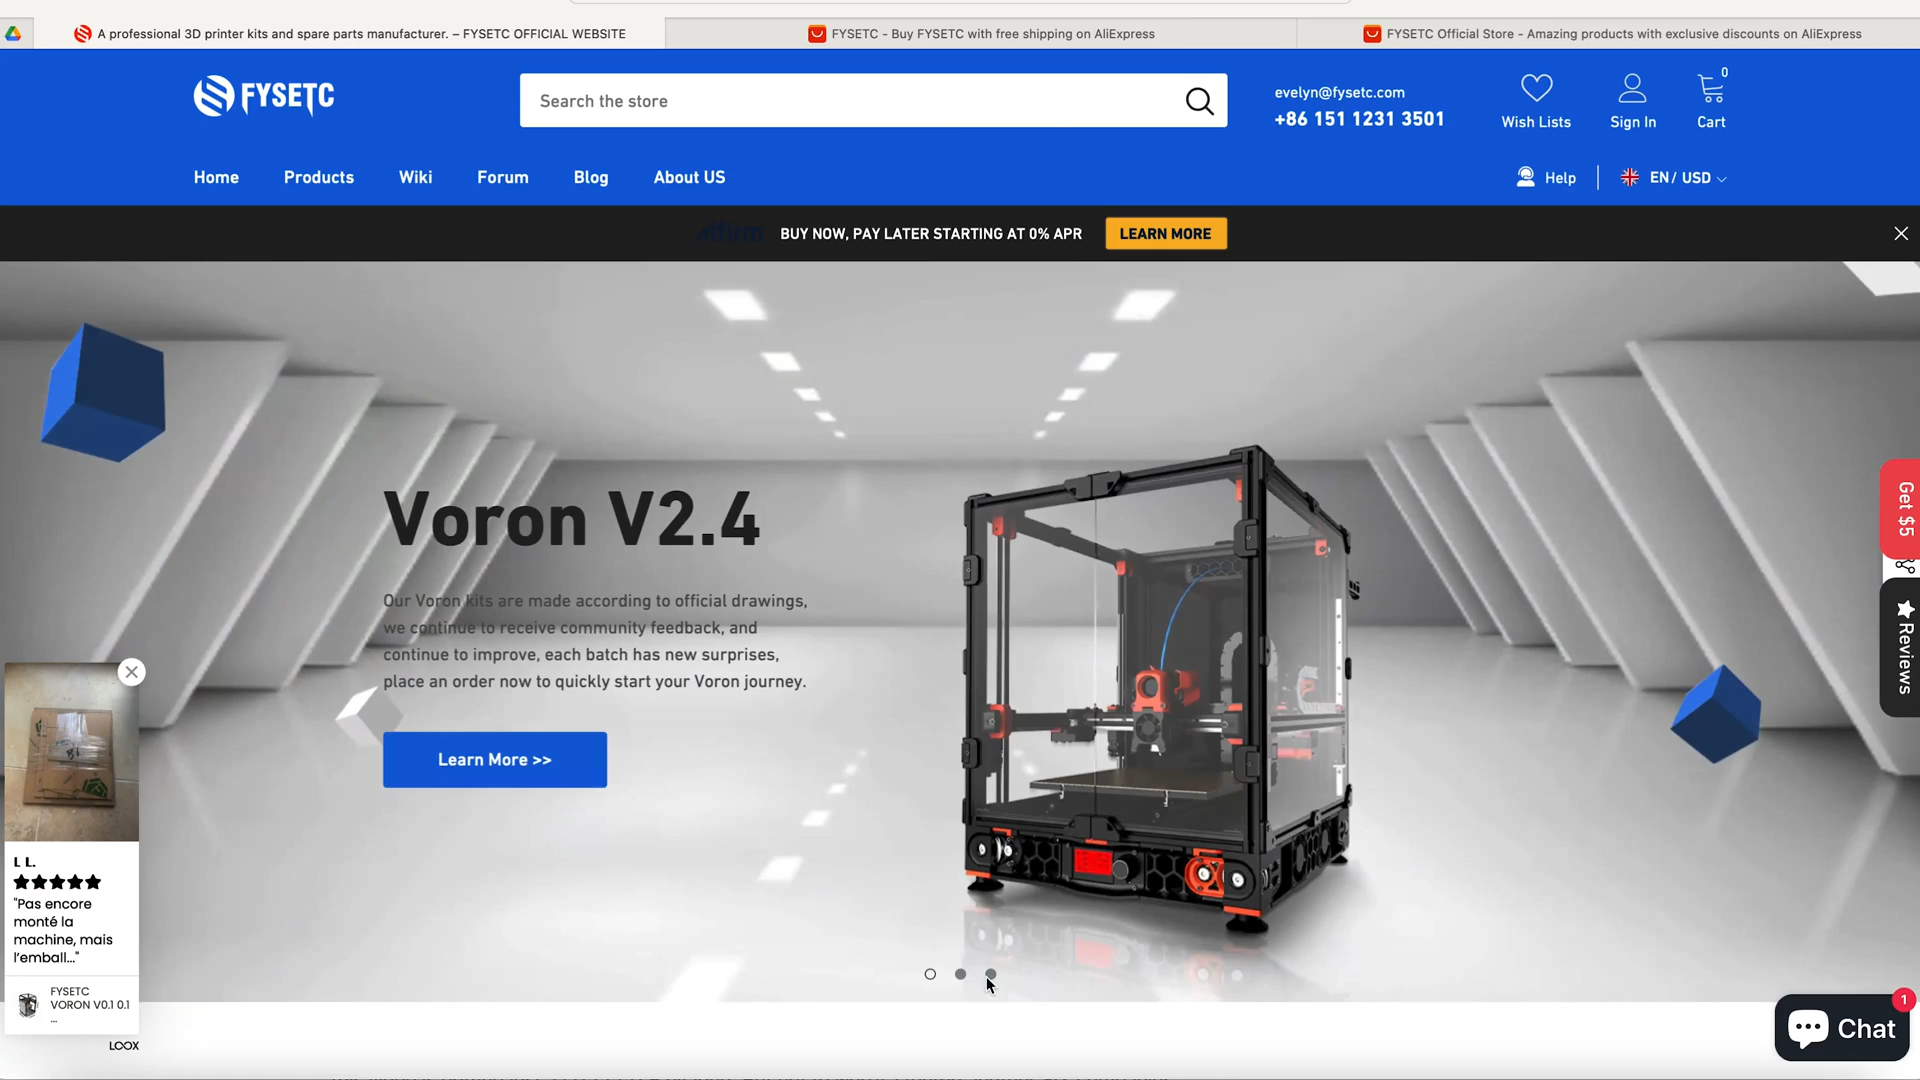 A professional 3D printer kits and spare parts manufacturer. – FYSETC OFFICIAL WEBSITE
FYSETC - Buy FYSETC with free shipping on AliExpress
FYSETC Official Store - Amazing products with exclusive discounts on AliExpress
FYSETC
Search the store
evelyn@fysetc.com
+86 151 1231 3501
Wish Lists
Sign In
0
Cart
Home
Products
Wiki
Forum
Blog
About US
Help
EN / USD
affirm
BUY NOW, PAY LATER STARTING AT 0% APR
LEARN MORE
Voron V2.4
Our Voron kits are made according to official drawings,
we continue to receive community feedback, and
continue to improve, each batch has new surprises,
place an order now to quickly start your Voron journey.
Learn More >>
Get $5
Reviews
L L.
"Pas encore
monté la
machine, mais
l'emball..."
FYSETC
VORON V0.1 0.1
...
LOOX
1
Chat